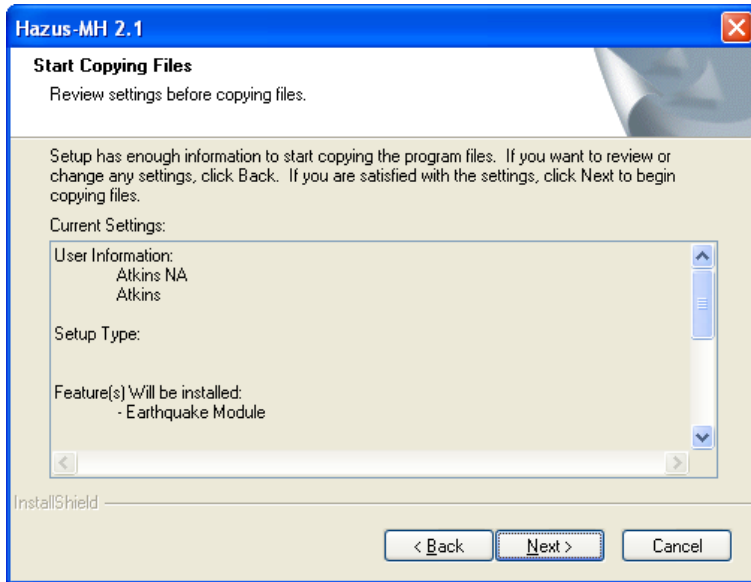 Hazus-MH 2.1
Start Copying Files
Review settings before copying files.
Setup has enough information to start copying the program files. If you want to review or
change any settings, click Back. If you are satisfied with the settings, click Next to begin
copying files.
Current Settings:
User Information:
Atkins NA
Atkins
Setup Type:
Feature(s) Will be installed:
- Earthquake Module
InstallShield
< Back
Next >
Cancel